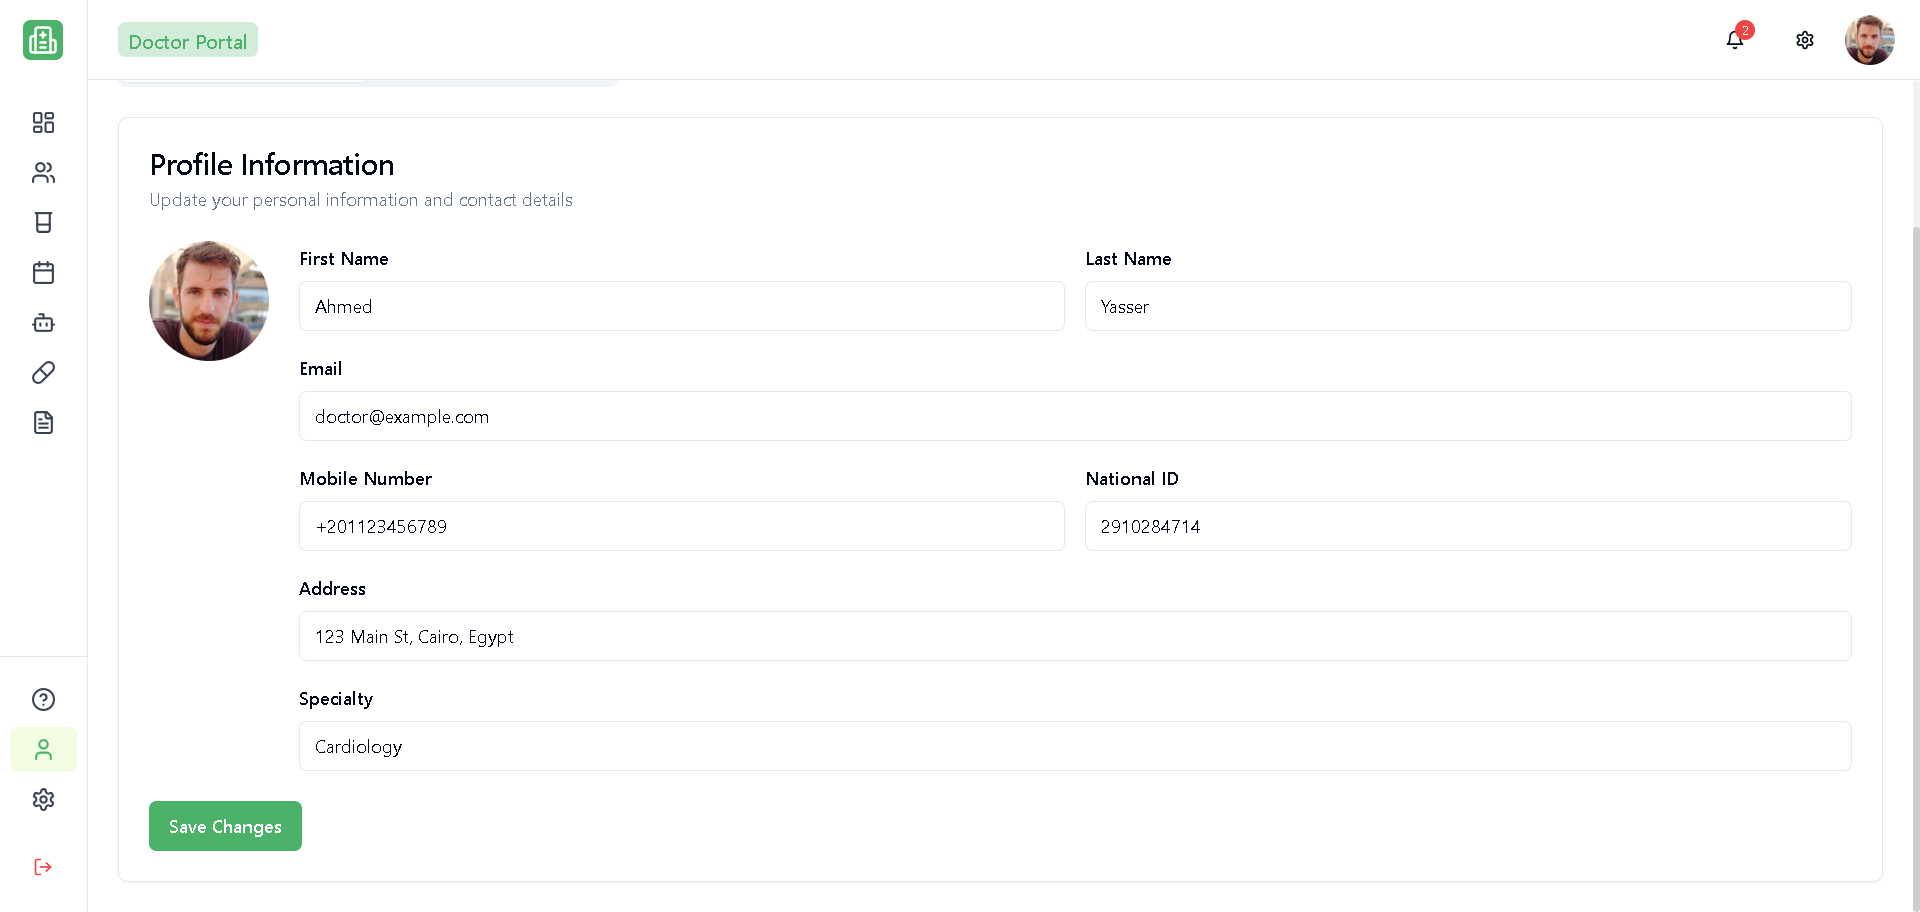 Doctor Portal
2
Profile Information
Update your personal information and contact details
First Name
Last Name
Ahmed
Yasser
Email
doctor@example.com
Mobile Number
National ID
+201123456789
2910284714
Address
123 Main St, Cairo, Egypt
Specialty
Cardiology
Save Changes